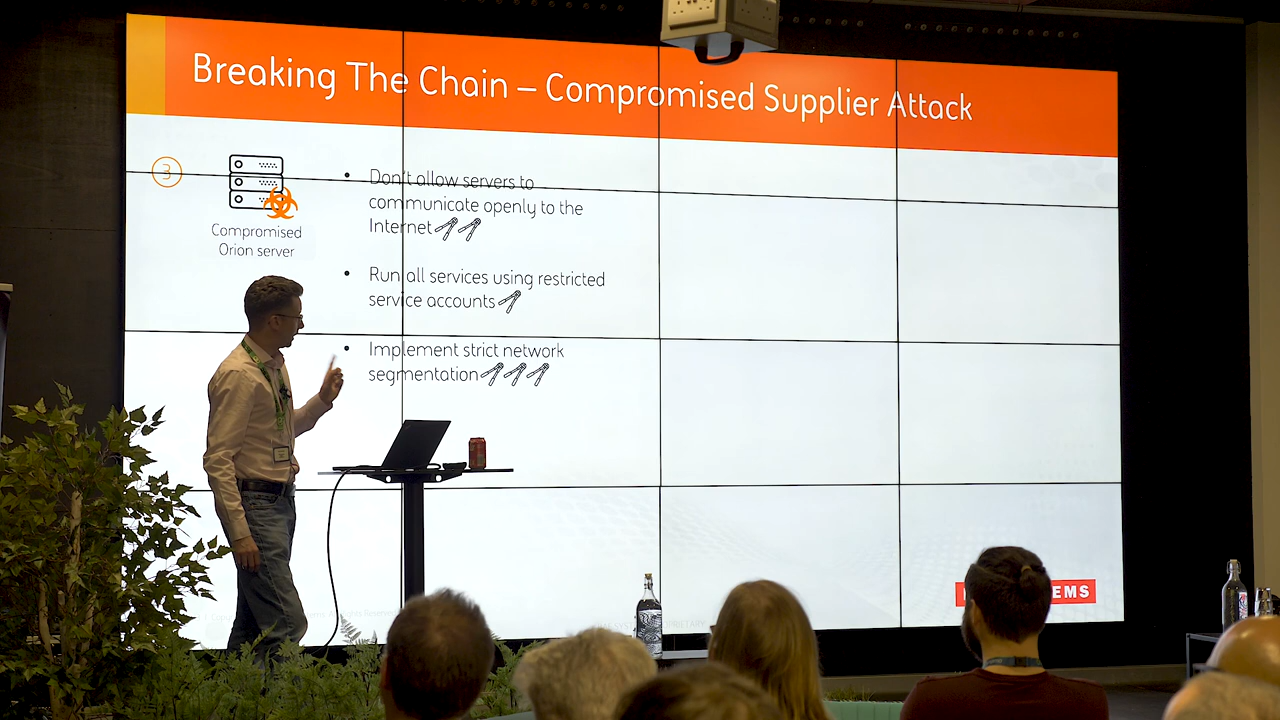 Breaking The Chain – Compromised Supplier Attack
3
Compromised
Orion server
• Don't allow servers to
communicate openly to the
Internet
• Run all services using restricted
service accounts
• Implement strict network
segmentation